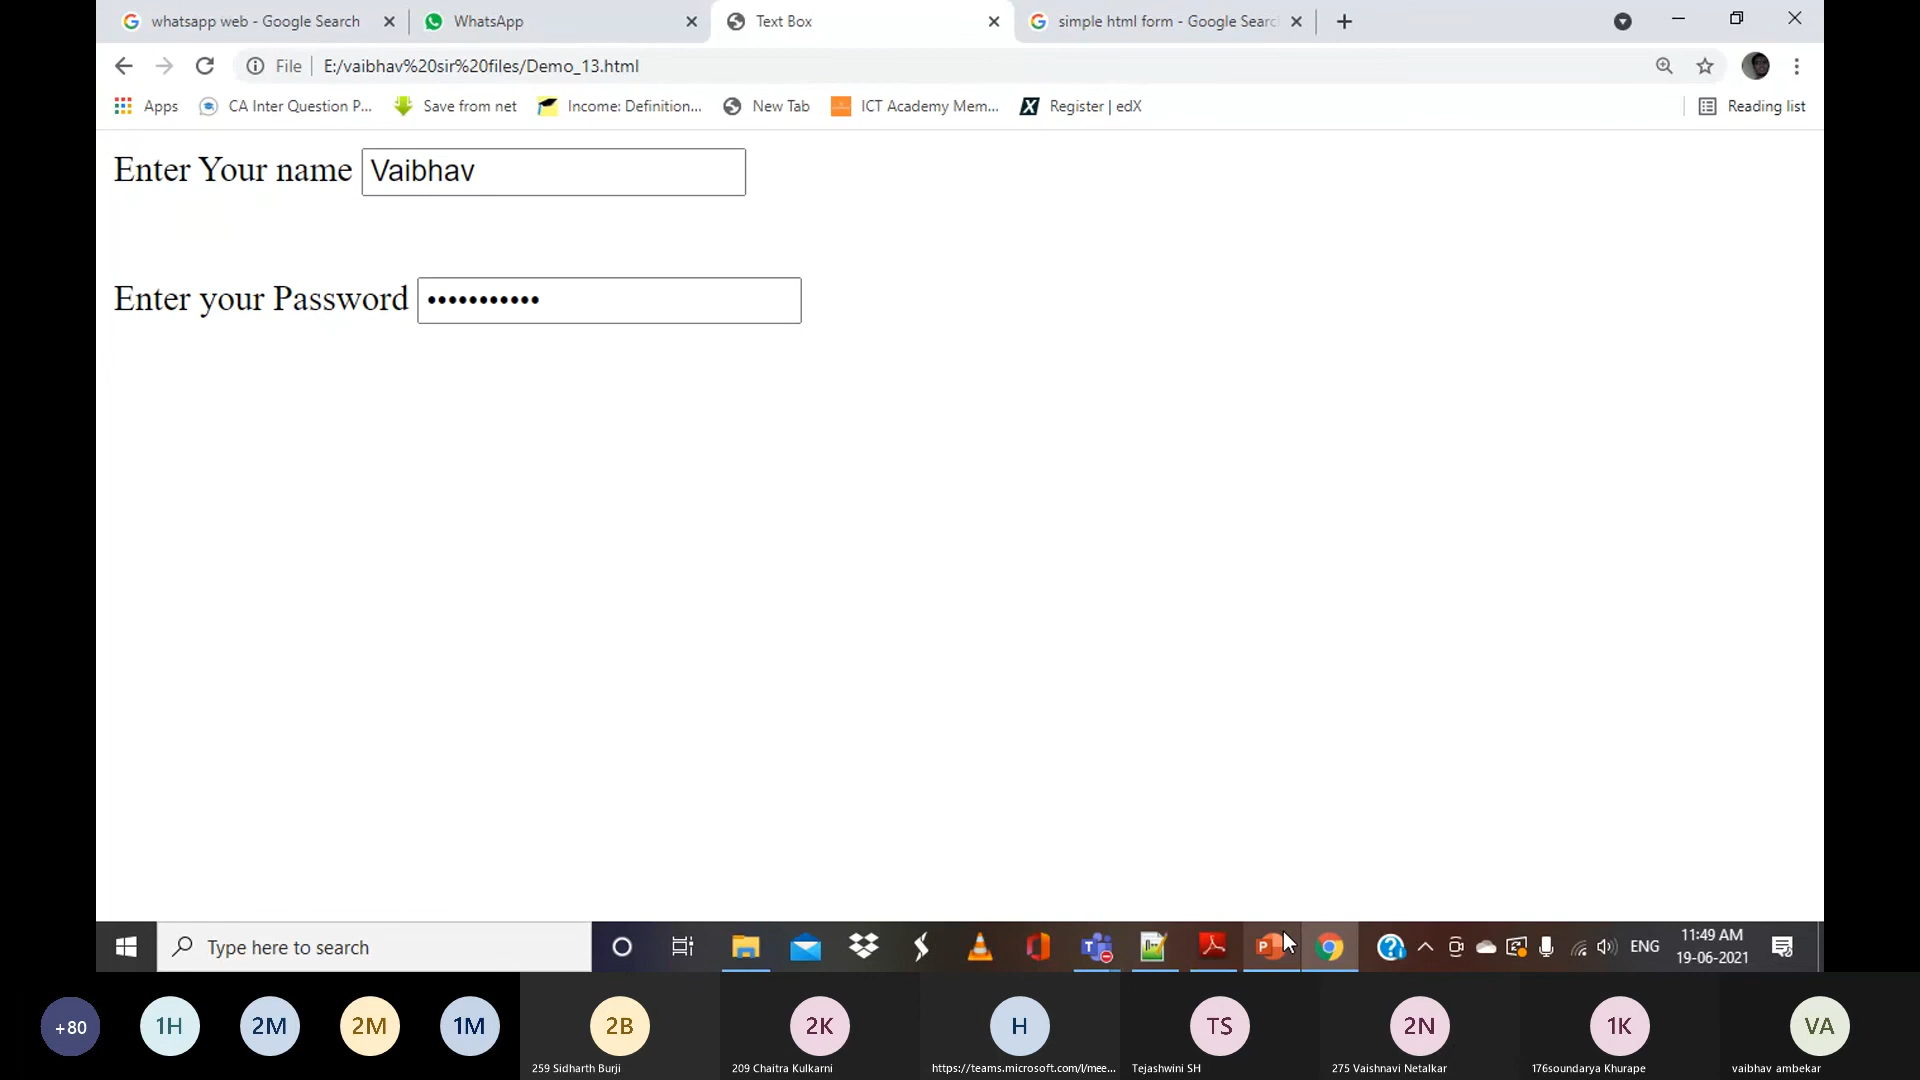 whatsapp web - Google Search
WhatsApp
Text Box
simple html form - Google Searc
File
E:/vaibhav%20sir%20files/Demo_13.html
Apps
CA Inter Question P...
Save from net
Income: Definition...
New Tab
ICT Academy Mem...
X Register | edX
Reading list
Enter Your name Vaibhav
Enter your Password •••••••••••
Type here to search
ENG
11:49 AM
19-06-2021
+80
1H
2M
2M
1M
2B
2K
H
TS
2N
1K
VA
259 Sidharth Burji
209 Chaitra Kulkarni
https://teams.microsoft.com/l/mee...
Tejashwini SH
275 Vaishnavi Netalkar
176soundarya Khurape
vaibhav ambekar